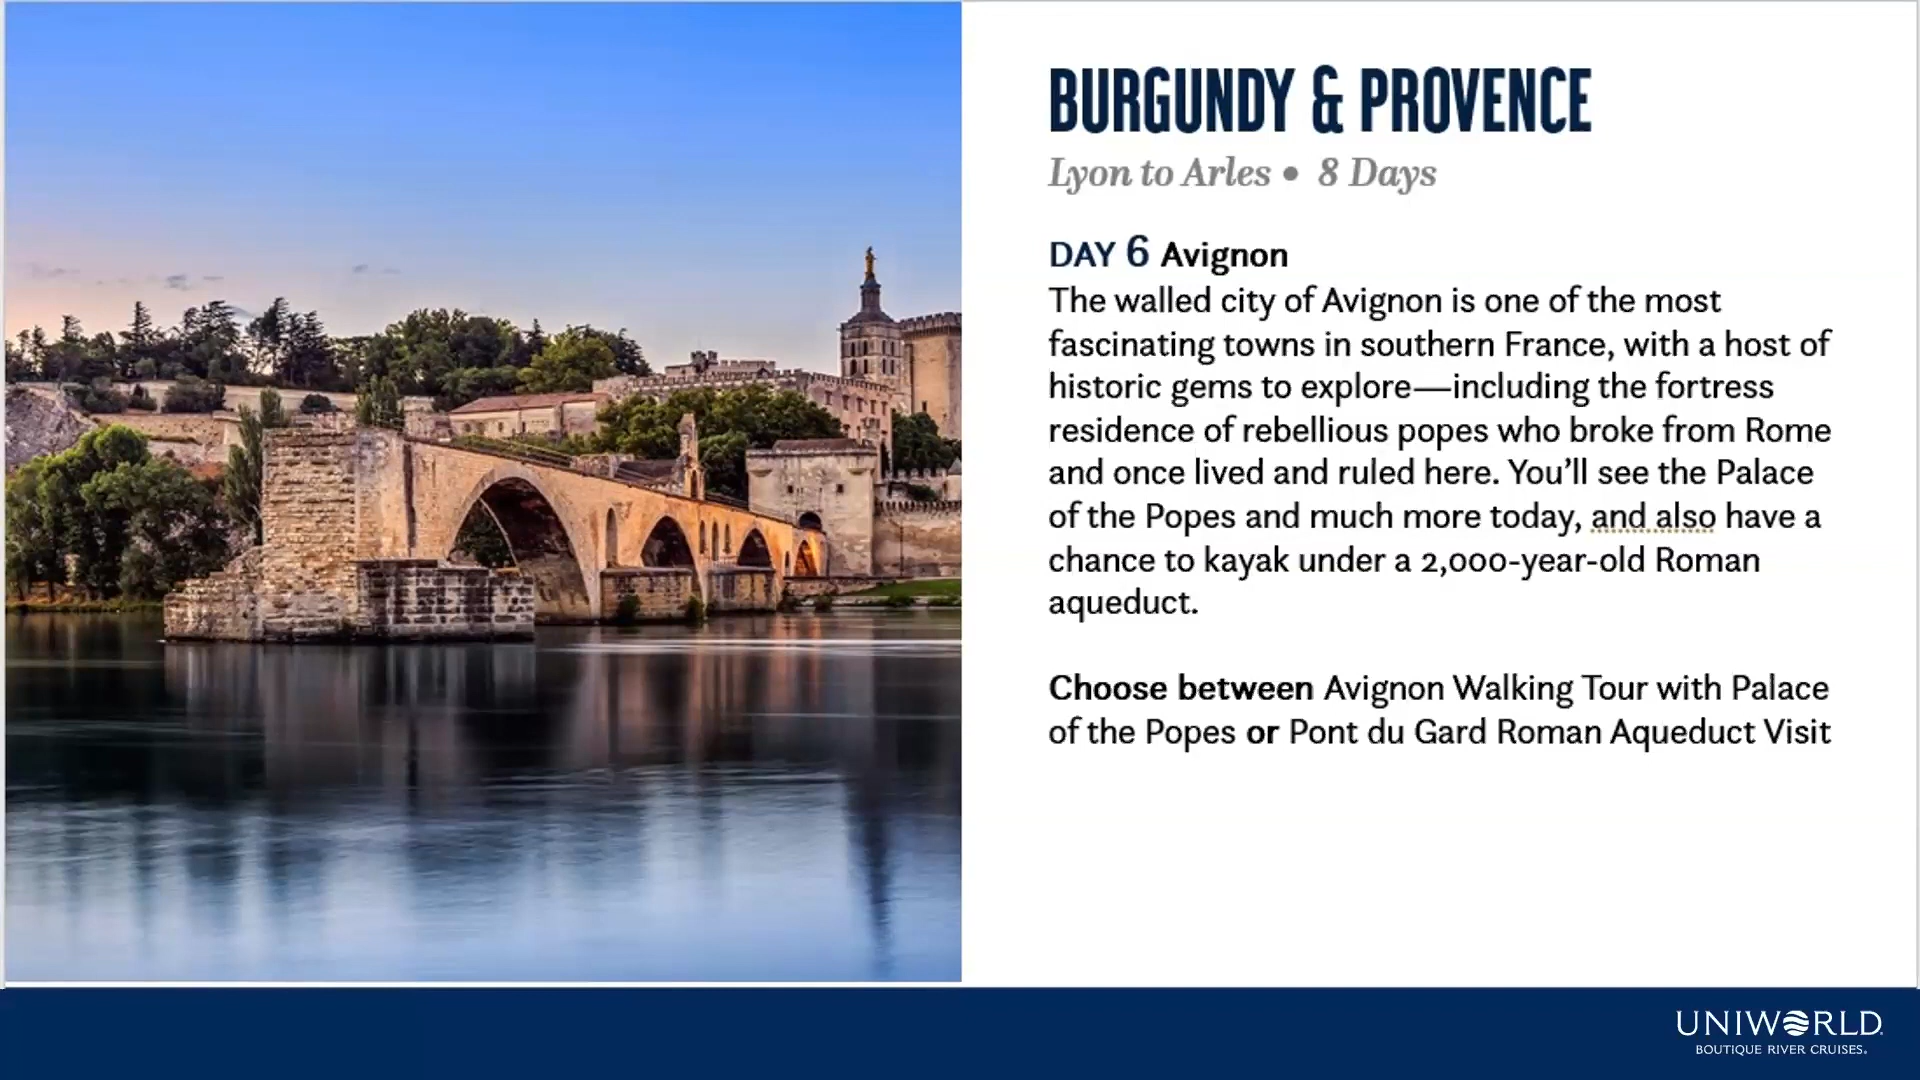 BURGUNDY & PROVENCE
Lyon to Arles • 8 Days
DAY 6 Avignon
The walled city of Avignon is one of the most
fascinating towns in southern France, with a host of
historic gems to explore—including the fortress
residence of rebellious popes who broke from Rome
and once lived and ruled here. You’ll see the Palace
of the Popes and much more today, and also have a
chance to kayak under a 2,000-year-old Roman
aqueduct.
Choose between Avignon Walking Tour with Palace
of the Popes or Pont du Gard Roman Aqueduct Visit
UNIWORLD
BOUTIQUE RIVER CRUISES